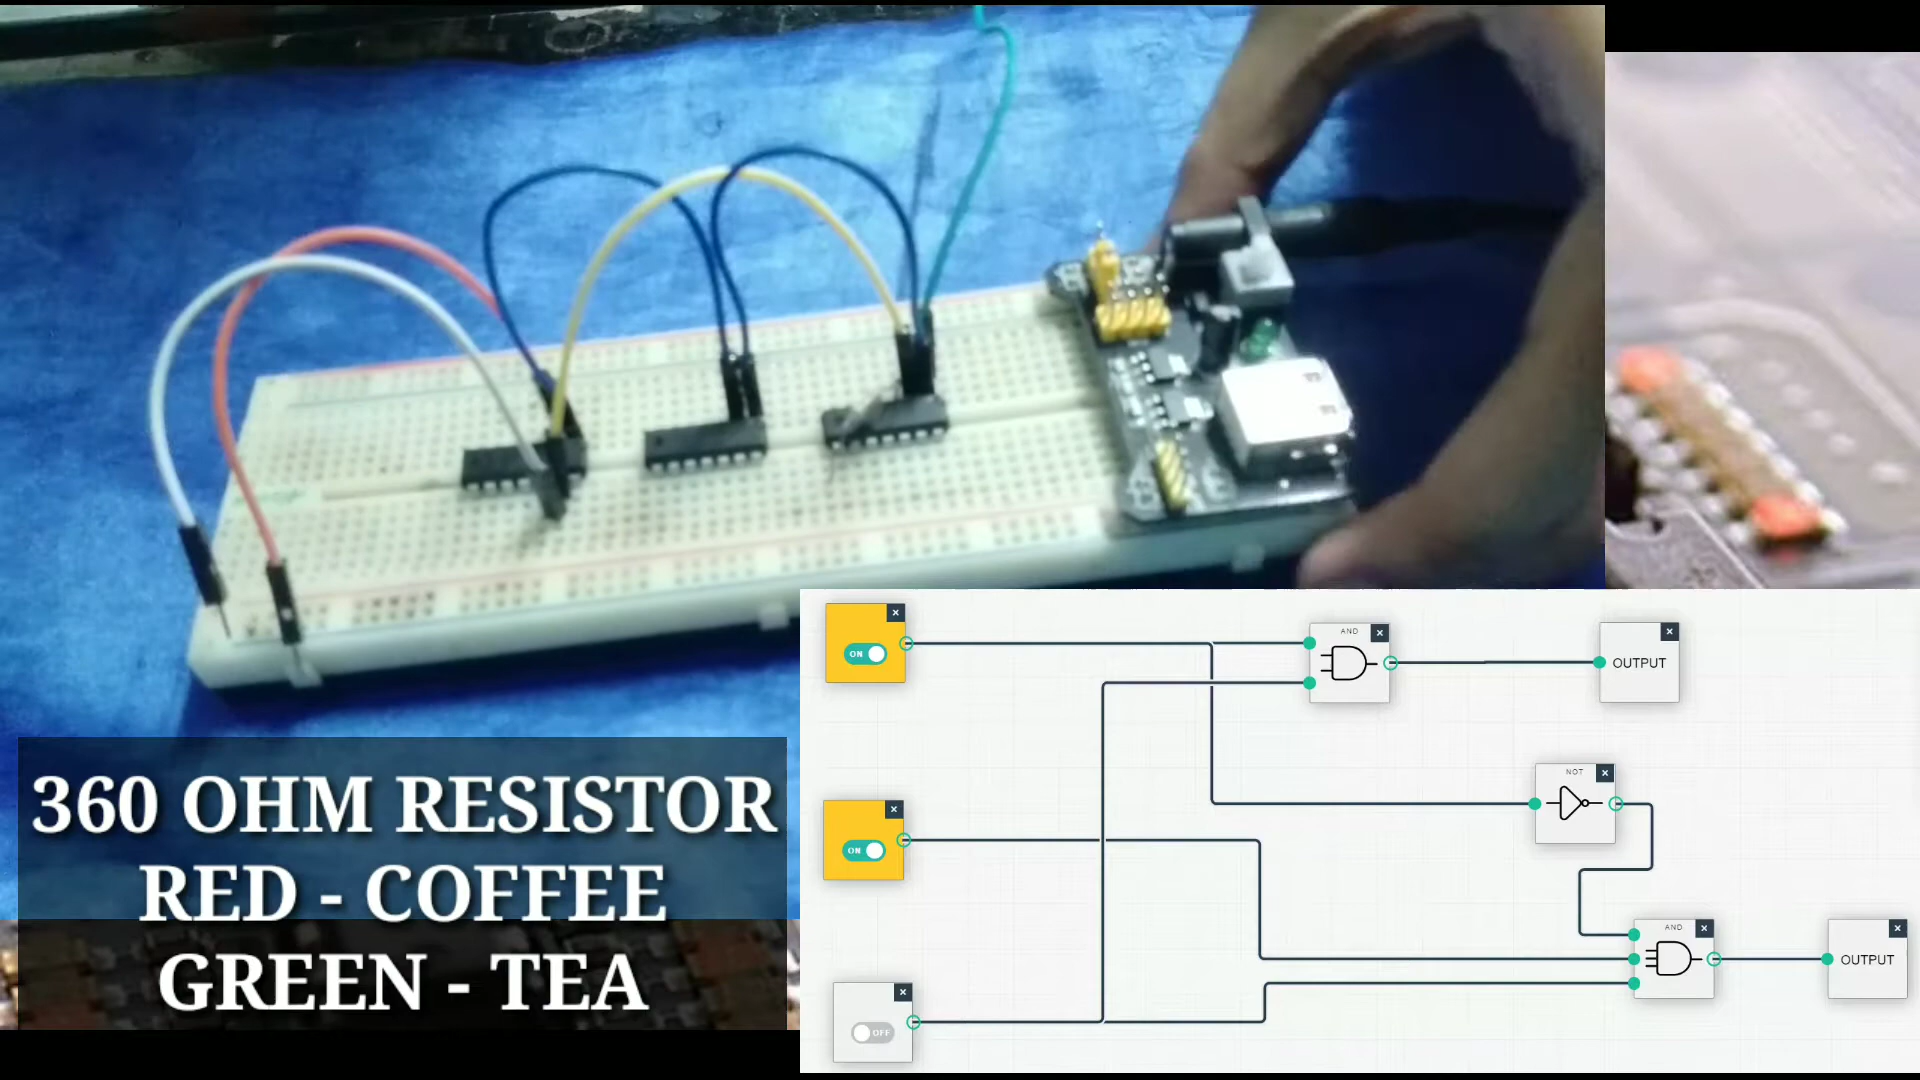 360 OHM RESISTOR
RED - COFFEE
GREEN - TEA
ON
AND
OUTPUT
NOT
ON
AND
OUTPUT
OFF